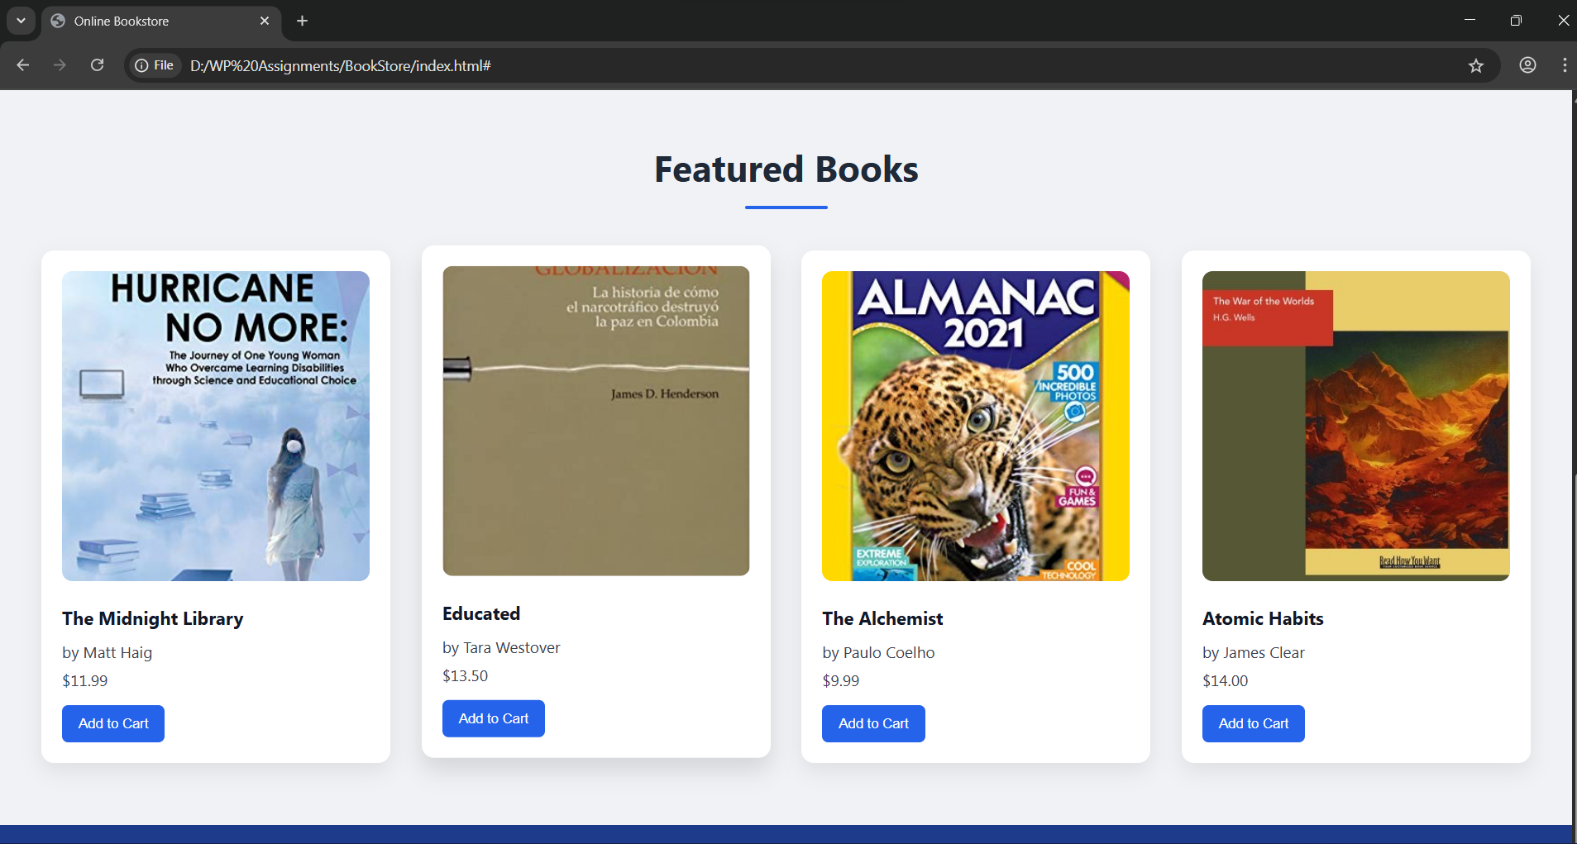 Online Bookstore
File
D:/WP%20Assignments/BookStore/index.html#
Featured Books
HURRICANE
NO MORE:
The Journey of One Young Woman
Who Overcame Learning Disabilities
through Science and Educational Choice
The Midnight Library
by Matt Haig
$11.99
Add to Cart
GLOBALIZACIÓN
La historia de cómo
el narcotráfico destruyó
la paz en Colombia
James D. Henderson
Educated
by Tara Westover
$13.50
Add to Cart
ALMANAC
2021
500
INCREDIBLE
PHOTOS
FUN &
GAMES
EXTREME
EXPLORATION
COOL
TECHNOLOGY
The Alchemist
by Paulo Coelho
$9.99
Add to Cart
The War of the Worlds
H.G. Wells
Read How You Want
Atomic Habits
by James Clear
$14.00
Add to Cart